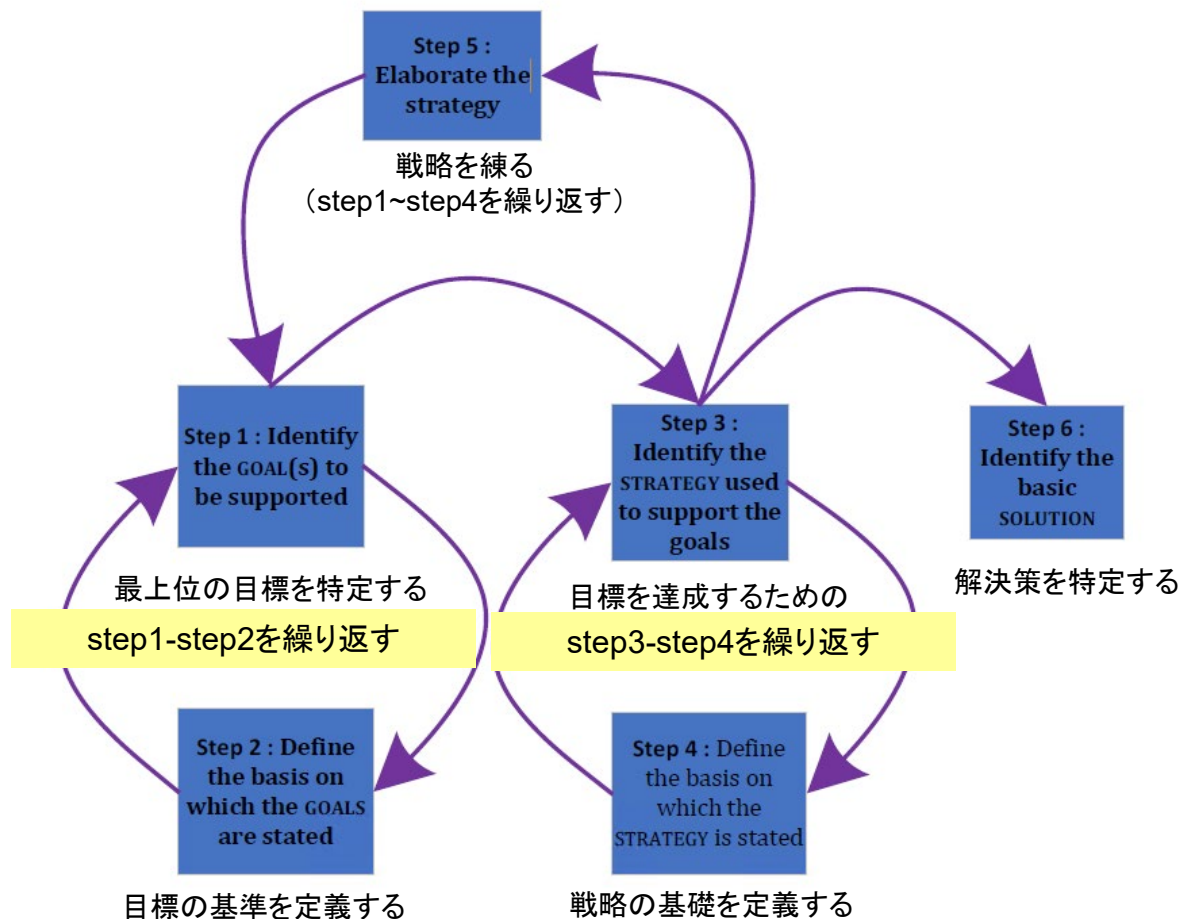 Step 5 :
Elaborate the
strategy
戦略を練る
（step1~step4を繰り返す）
Step 1 : Identify
the GOAL(s) to
be supported
最上位の目標を特定する
step1-step2を繰り返す
Step 2 : Define
the basis on
which the GOALS
are stated
目標の基準を定義する
Step 3 :
Identify the
STRATEGY used
to support the
goals
目標を達成するための
step3-step4を繰り返す
Step 4 : Define
the basis on
which the
STRATEGY is stated
戦略の基礎を定義する
Step 6 :
Identify the
basic
SOLUTION
解決策を特定する